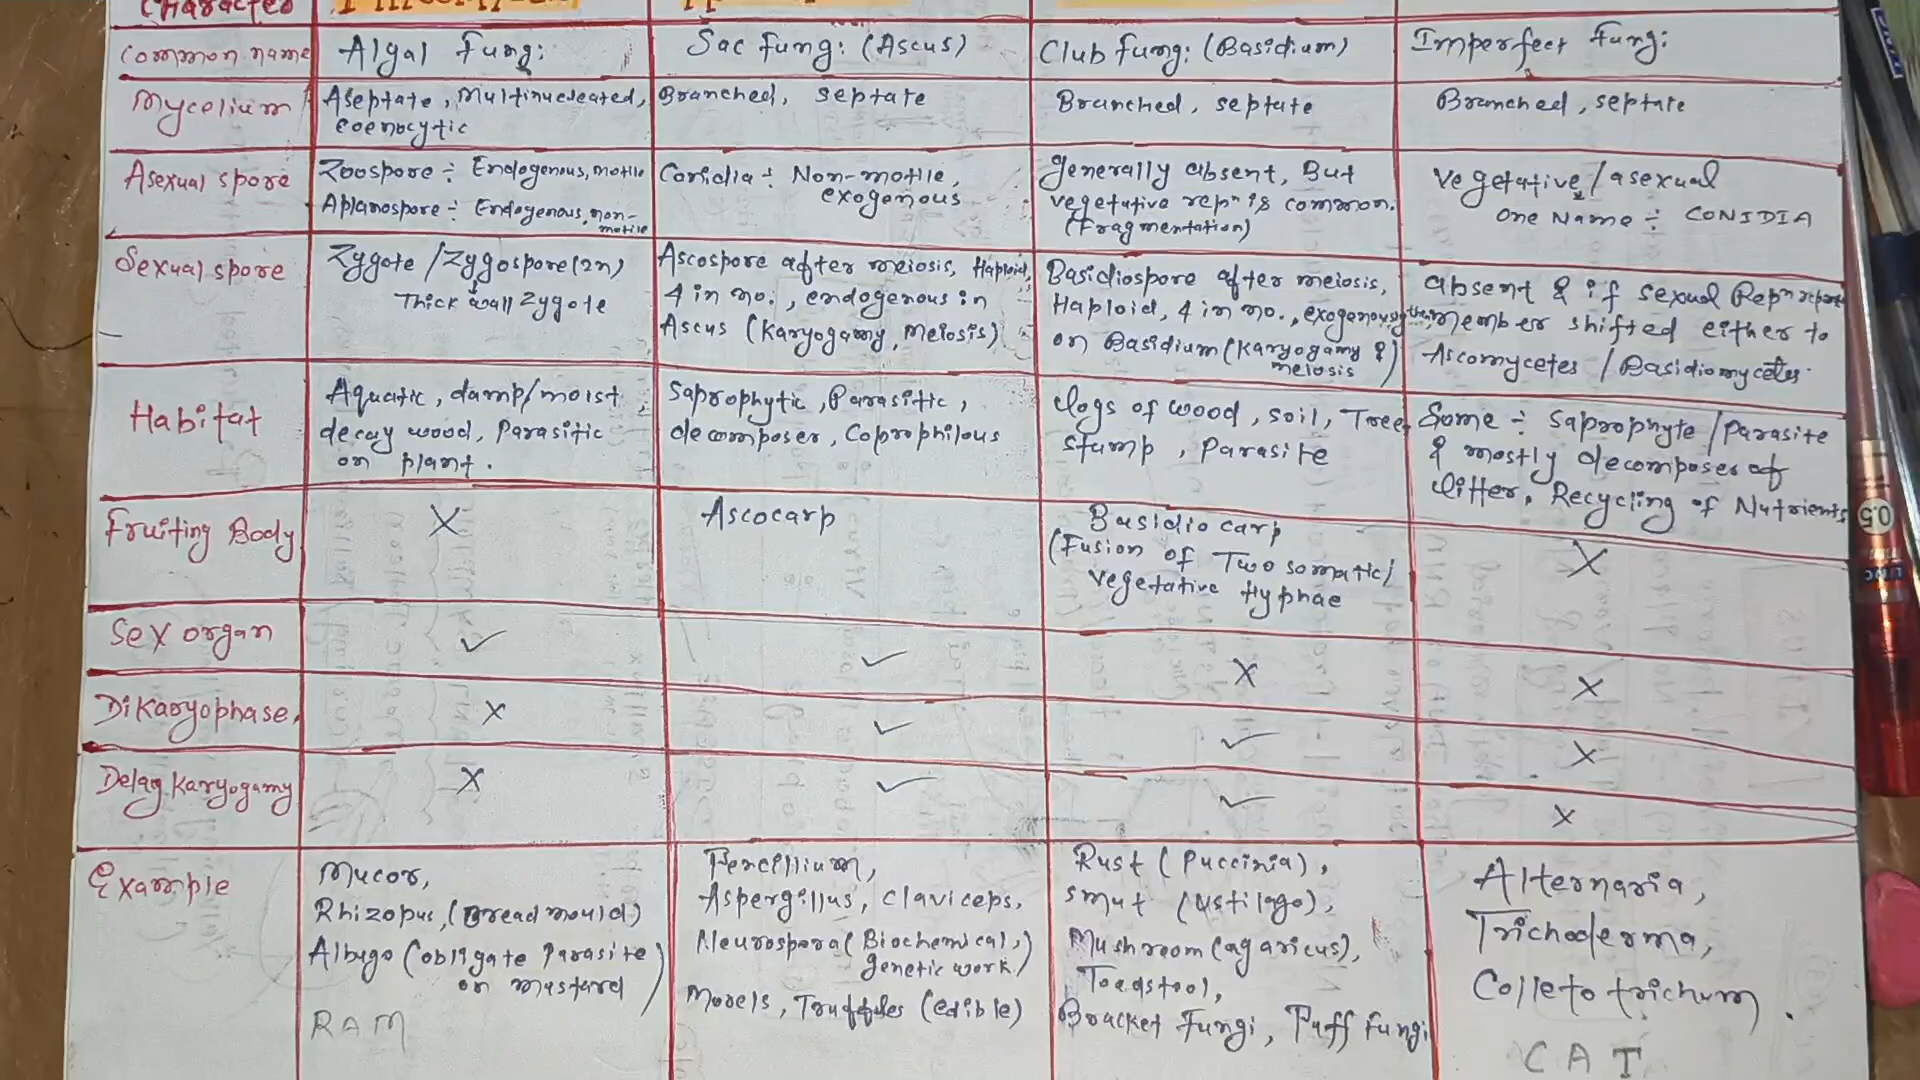 Characters
Common name
Algal Fungi
Sac fungi (Ascus)
Club fungi (Basidium)
Imperfect Fungi
Mycelium
Aseptate, Multinucleated,
coenocytic
Branched, septate
Branched, septate
Branched, septate
Asexual spore
Zoospore ÷ Endogenous, motile
Aplanospore ÷ Endogenous, non-
motile
Conidia ÷ Non-motile,
exogenous
Generally absent, But
vegetative repⁿ is common.
(Fragmentation)
Vegetative / asexual
one Name ÷ CONIDIA
Sexual spore
Zygote / Zygospore (2n)
Thick wall Zygote
Ascospore after meiosis, Haploid,
4 in no., endogenous in
Ascus (Karyogamy, Meiosis)
Basidiospore after meiosis,
Haploid, 4 in no., exogenously
on Basidium (Karyogamy &
meiosis)
absent & if sexual Repⁿ report
then member shifted either to
Ascomycetes / Basidiomycetes.
Habitat
Aquatic, damp/moist
decay wood, Parasitic
on plant.
Saprophytic, Parasitic,
decomposer, Coprophilous
Logs of wood, soil, Tree
stump, Parasite
Some ÷ Saprophyte / Parasite
& mostly decomposer of
litter, Recycling of Nutrients
Fruiting Body
X
Ascocarp
Basidiocarp
(Fusion of Two somatic/
vegetative Hyphae
X
Sex organ
✓
✓
X
X
Dikaryophase.
X
✓
✓
X
Delay Karyogamy
X
✓
✓
X
Example
Mucor,
Rhizopus, (Bread mould)
Albugo (obligate Parasite
on mustard)
RAM
Pencillium,
Aspergillus, Claviceps,
Neurospora (Biochemical,
genetic work)
Morels, Truffules (edible)
Rust (Puccinia),
smut (Ustilago),
Mushroom (agaricus),
Toadstool,
Bracket Fungi, Puff fungi
Alternaria,
Trichoderma,
Colletotrichum.
CAT
0.5